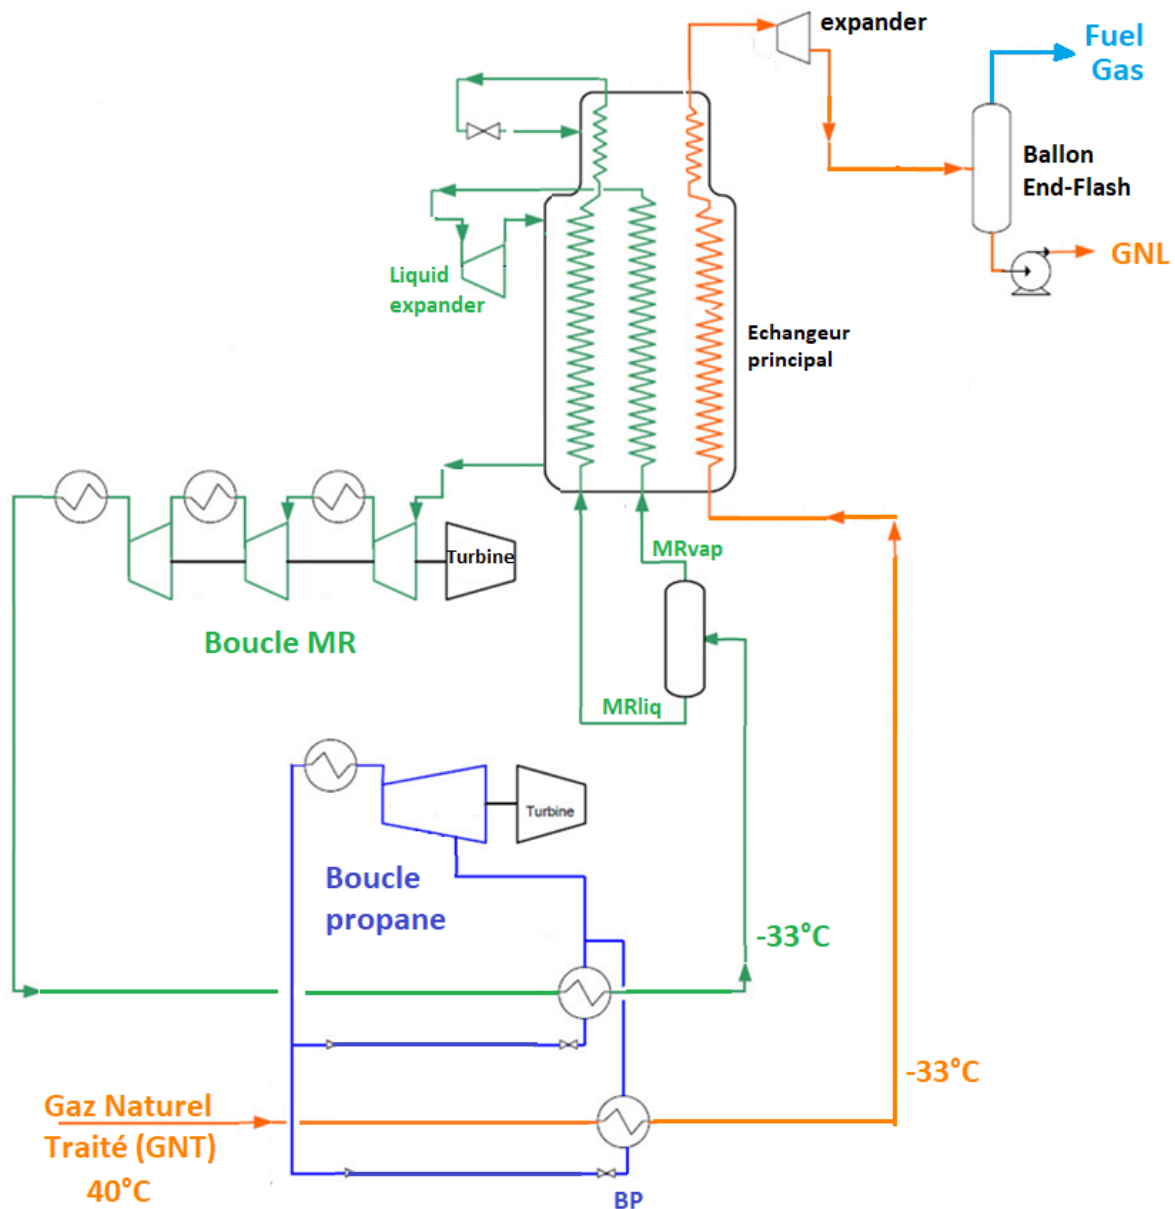 expander
Fuel
Gas
Ballon
End-Flash
GNL
Liquid
expander
Echangeur
principal
Turbine
MRvap
Boucle MR
MRliq
Turbine
Boucle
propane
-33°C
-33°C
Gaz Naturel
Traité (GNT)
40°C
BP